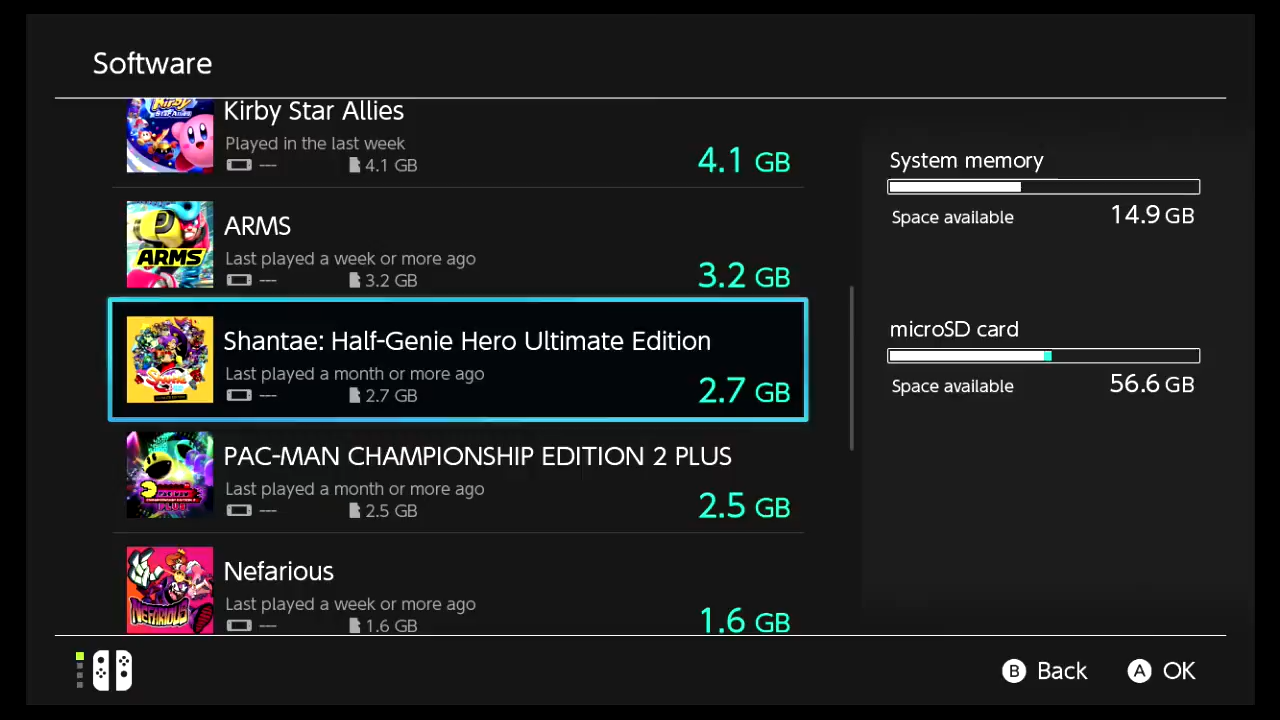 Software
Kirby Star Allies
Played in the last week
---
4.1 GB
4.1 GB
ARMS
ARMS
Last played a week or more ago
---
3.2 GB
3.2 GB
Shantae: Half-Genie Hero Ultimate Edition
Last played a month or more ago
---
2.7 GB
2.7 GB
PAC-MAN CHAMPIONSHIP EDITION 2 PLUS
Last played a month or more ago
---
2.5 GB
2.5 GB
Nefarious
NEFARIOUS
Last played a week or more ago
---
1.6 GB
1.6 GB
System memory
Space available 14.9 GB
microSD card
Space available 56.6 GB
B Back A OK